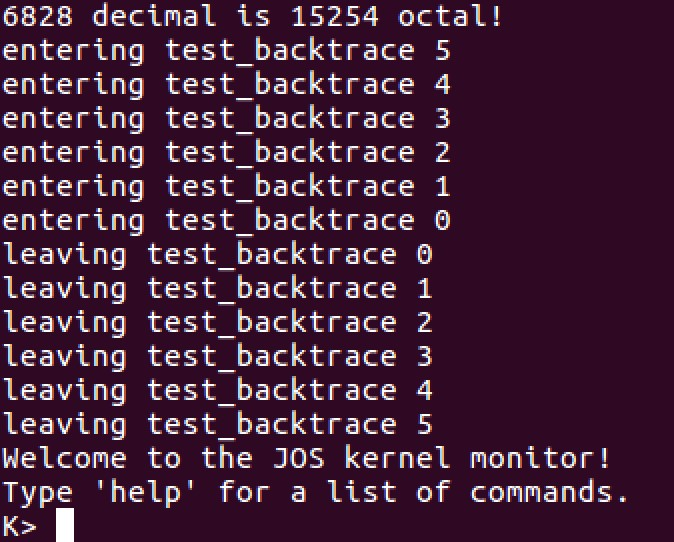 6828 decimal is 15254 octal!
entering test_backtrace 5
entering test_backtrace 4
entering test_backtrace 3
entering test_backtrace 2
entering test_backtrace 1
entering test_backtrace 0
leaving test_backtrace 0
leaving test_backtrace 1
leaving test_backtrace 2
leaving test_backtrace 3
leaving test_backtrace 4
leaving test_backtrace 5
Welcome to the JOS kernel monitor!
Type 'help' for a list of commands.
K>